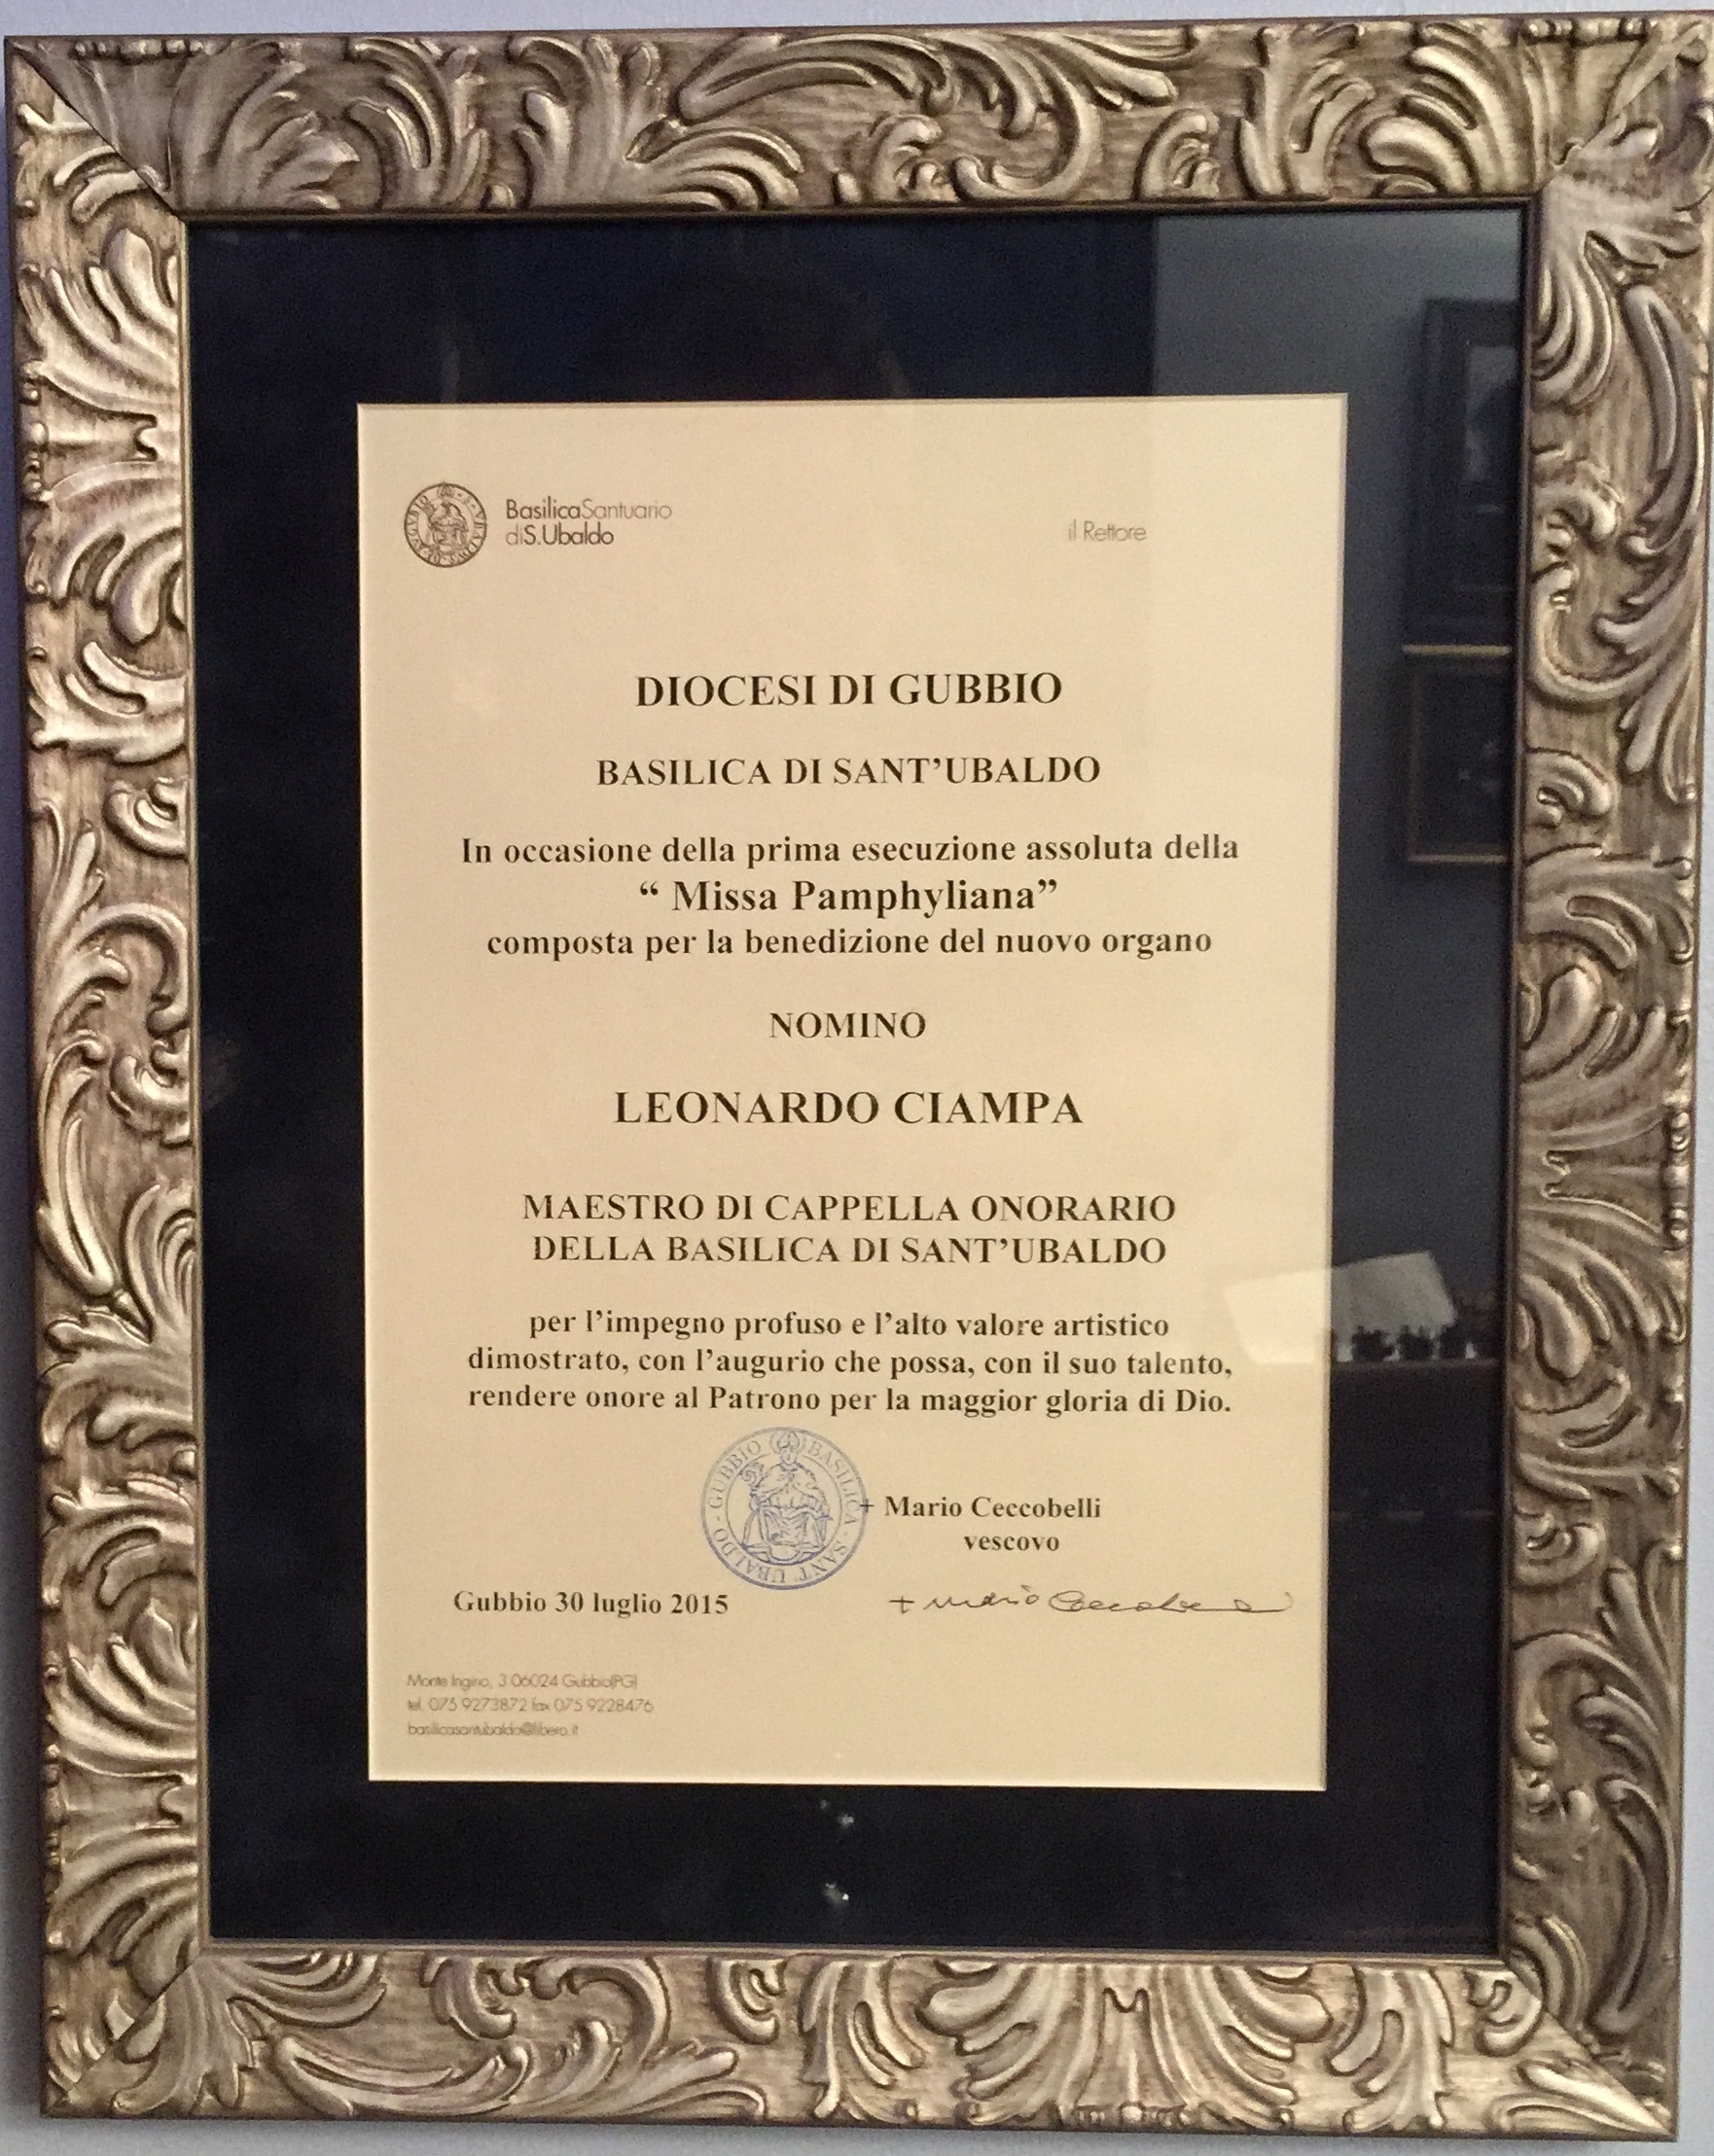 BasilicaSantuario
diS.Ubaldo
il Rettore
DIOCESI DI GUBBIO
BASILICA DI SANT’UBALDO
In occasione della prima esecuzione assoluta della
“ Missa Pamphyliana”
composta per la benedizione del nuovo organo
NOMINO
LEONARDO CIAMPA
MAESTRO DI CAPPELLA ONORARIO
DELLA BASILICA DI SANT’UBALDO
per l’impegno profuso e l’alto valore artistico
dimostrato, con l’augurio che possa, con il suo talento,
rendere onore al Patrono per la maggior gloria di Dio.
GUBBIO BASILICA SANT' UBALDO
+ Mario Ceccobelli
vescovo
Gubbio 30 luglio 2015
+ Mario Ceccobelli
Monte Ingino, 3 06024 Gubbio(PG)
tel. 075 9273872 fax 075 9228476
basilicasantubaldo@libero.it